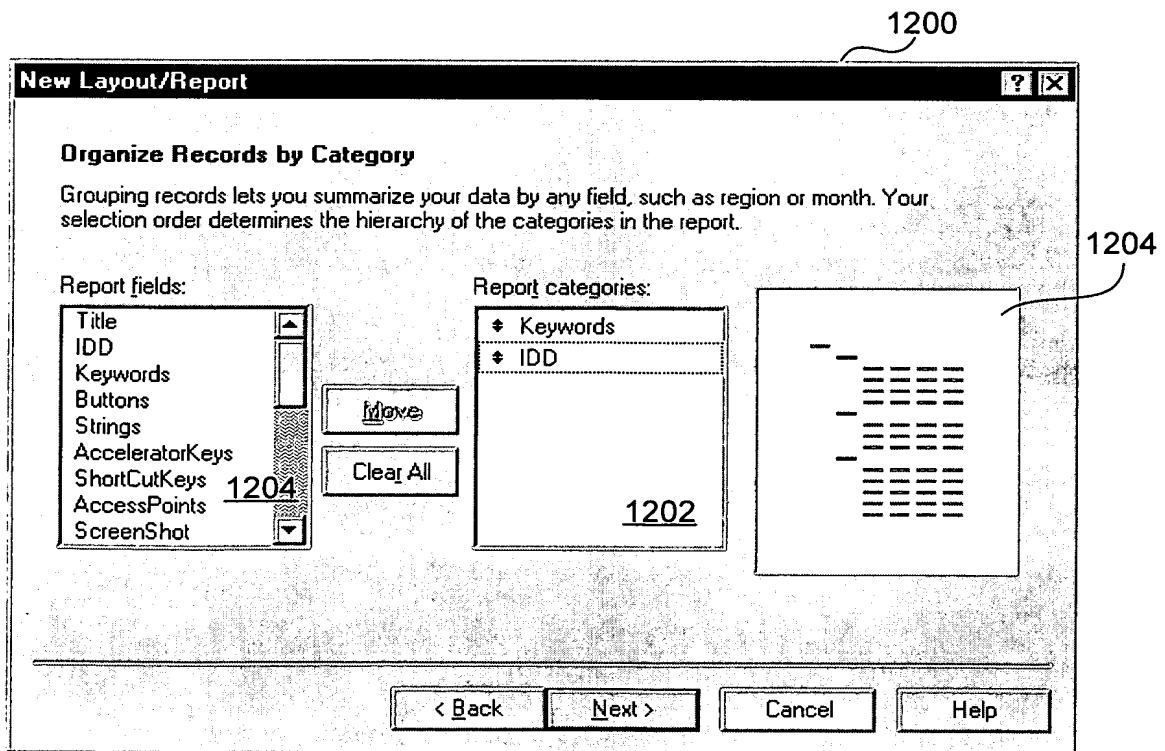 1200
New Layout/Report
Organize Records by Category
Grouping records lets you summarize your data by any field, such as region or month. Your
selection order determines the hierarchy of the categories in the report.
1204
Report fields:
Title
IDD
Keywords
Buttons
Strings
AcceleratorKeys
ShortCutKeys
AccessPoints
ScreenShot
1204
Move
Clear All
Report categories:
Keywords
IDD
1202
< Back
Next >
Cancel
Help